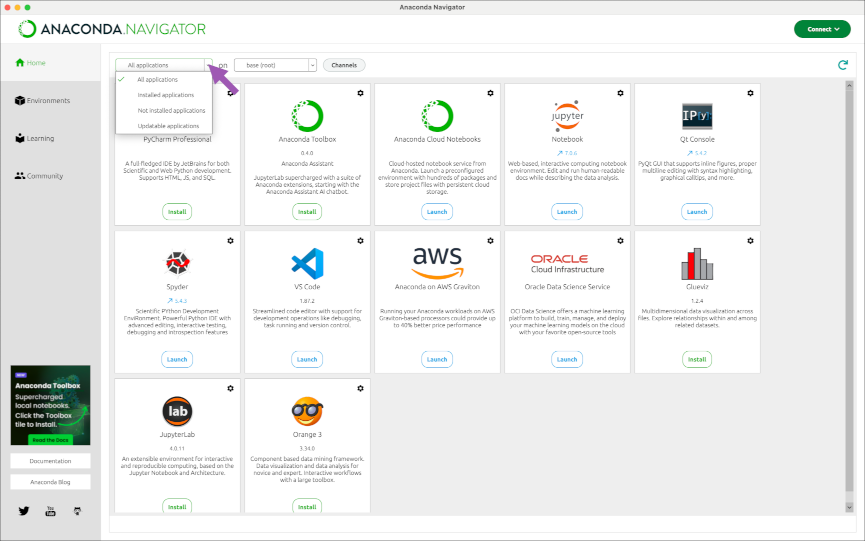 Anaconda Navigator
ANACONDA.NAVIGATOR
Connect
Home
Environments
Learning
Community
All applications
on
base (root)
Channels
All applications
Installed applications
Not installed applications
Updatable applications
PyCharm Professional
A full-fledged IDE by JetBrains for both
Scientific and Web Python development.
Supports HTML, JS, and SQL.
Install
Anaconda Toolbox
0.4.0
Anaconda Assistant
JupyterLab supercharged with a suite of
Anaconda extensions, starting with the
Anaconda Assistant AI chatbot.
Install
Anaconda Cloud Notebooks
Cloud hosted notebook service from
Anaconda. Launch a preconfigured
environment with hundreds of packages and
store project files with persistent cloud
storage.
Launch
jupyter
Notebook
7.0.6
Web-based, interactive computing notebook
environment. Edit and run human-readable
docs while describing the data analysis.
Launch
IP[y]
Qt Console
5.4.2
PyQt GUI that supports inline figures, proper
multiline editing with syntax highlighting,
graphical calltips, and more.
Launch
Spyder
5.4.3
Scientific PYthon Development
EnviRonment. Powerful Python IDE with
advanced editing, interactive testing,
debugging and introspection features
Launch
VS Code
1.87.2
Streamlined code editor with support for
development operations like debugging,
task running and version control.
Launch
aws
Anaconda on AWS Graviton
Running your Anaconda workloads on AWS
Graviton-based processors could provide up
to 40% better price performance
Launch
ORACLE
Cloud Infrastructure
Oracle Data Science Service
OCI Data Science offers a machine learning
platform to build, train, manage, and deploy
your machine learning models on the cloud
with your favorite open-source tools
Launch
Glueviz
1.2.4
Multidimensional data visualization across
files. Explore relationships within and among
related datasets.
Install
lab
JupyterLab
4.0.11
An extensible environment for interactive
and reproducible computing, based on the
Jupyter Notebook and Architecture.
Install
Orange 3
3.34.0
Component based data mining framework.
Data visualization and data analysis for
novice and expert. Interactive workflows
with a large toolbox.
Install
NEW
Anaconda Toolbox
Supercharged
local notebooks.
Click the Toolbox
tile to Install.
Read the Docs
Documentation
Anaconda Blog
You
Tube